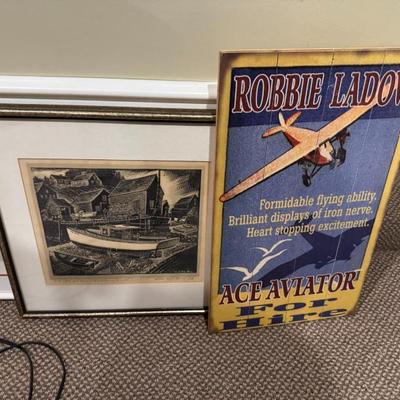 ROBBIE LADOW
Formidable flying ability.
Brilliant displays of iron nerve.
Heart stopping excitement.
ACE AVIATOR
For
Hire